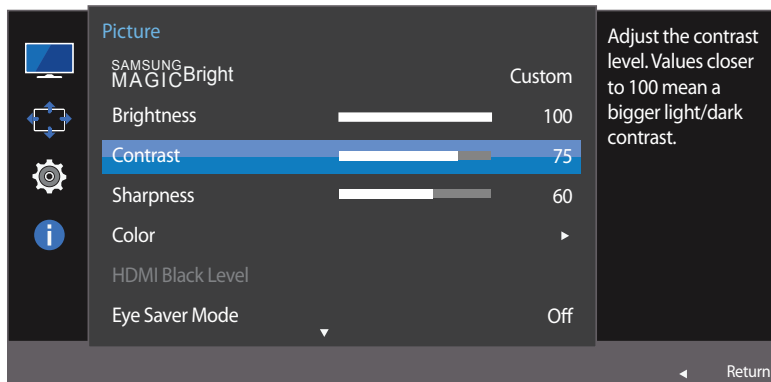 Picture
SAMSUNG
MAGICBright Custom
Brightness 100
Contrast 75
Sharpness 60
Color
HDMI Black Level
Eye Saver Mode Off
Adjust the contrast
level. Values closer
to 100 mean a
bigger light/dark
contrast.
Return